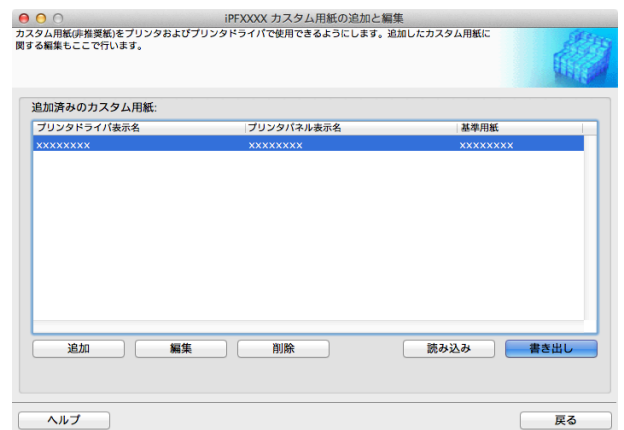 iPFXXXX カスタム用紙の追加と編集
カスタム用紙(非推奨紙)をプリンタおよびプリンタドライバで使用できるようにします。追加したカスタム用紙に
関する編集もここで行います。
追加済みのカスタム用紙:
プリンタドライバ表示名 プリンタパネル表示名 基準用紙
xxxxxxxx xxxxxxxx xxxxxxxx
追加 編集 削除 読み込み 書き出し
ヘルプ 戻る